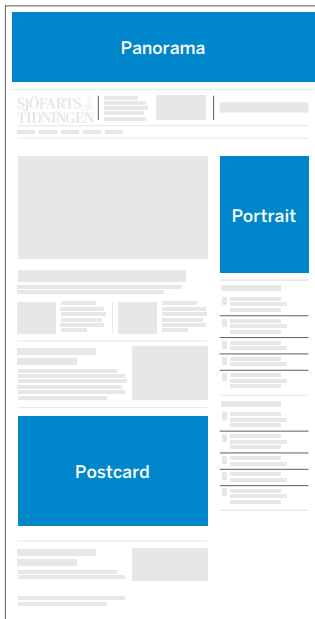 Panorama
SJÖFARTS
TIDNINGEN
Portrait
Postcard